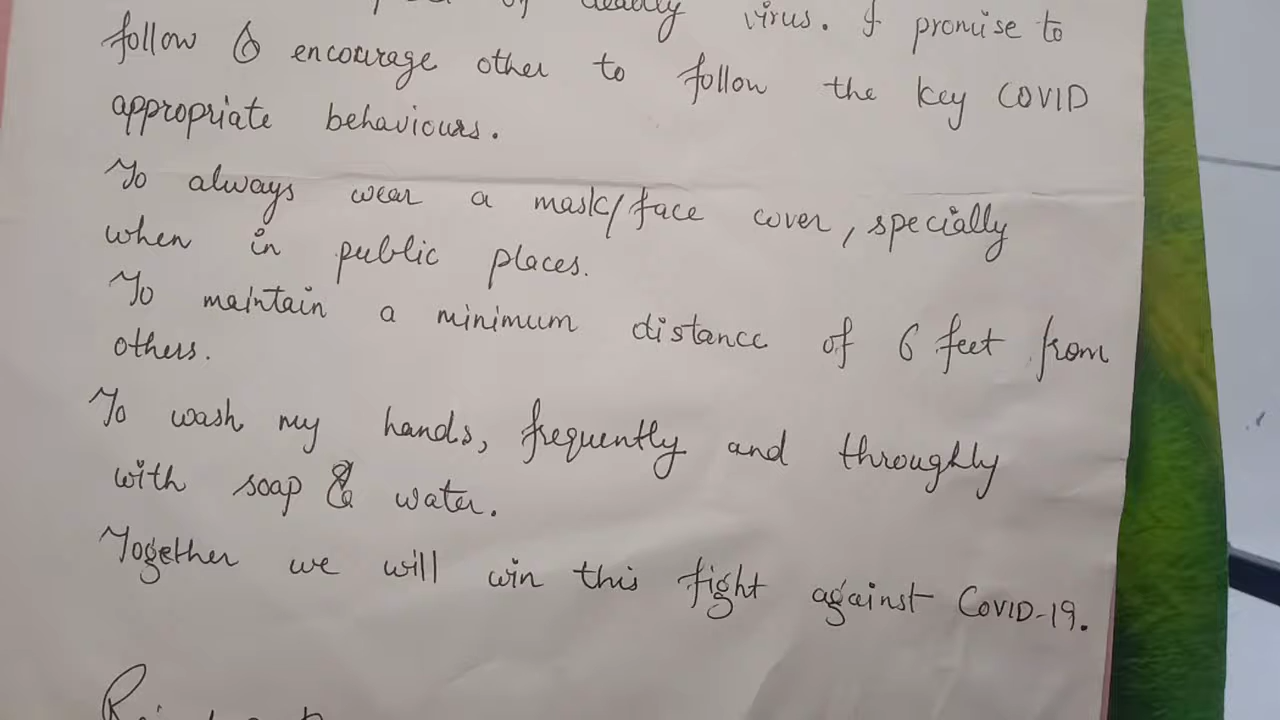 of deadly virus. I promise to
follow & encourage other to follow the key COVID
appropriate behaviours.
To always wear a mask/face cover, specially
when in public places.
To maintain a minimum distance of 6 feet from
others.
To wash my hands, frequently and throughly
with soap & water.
Together we will win this fight against COVID-19.